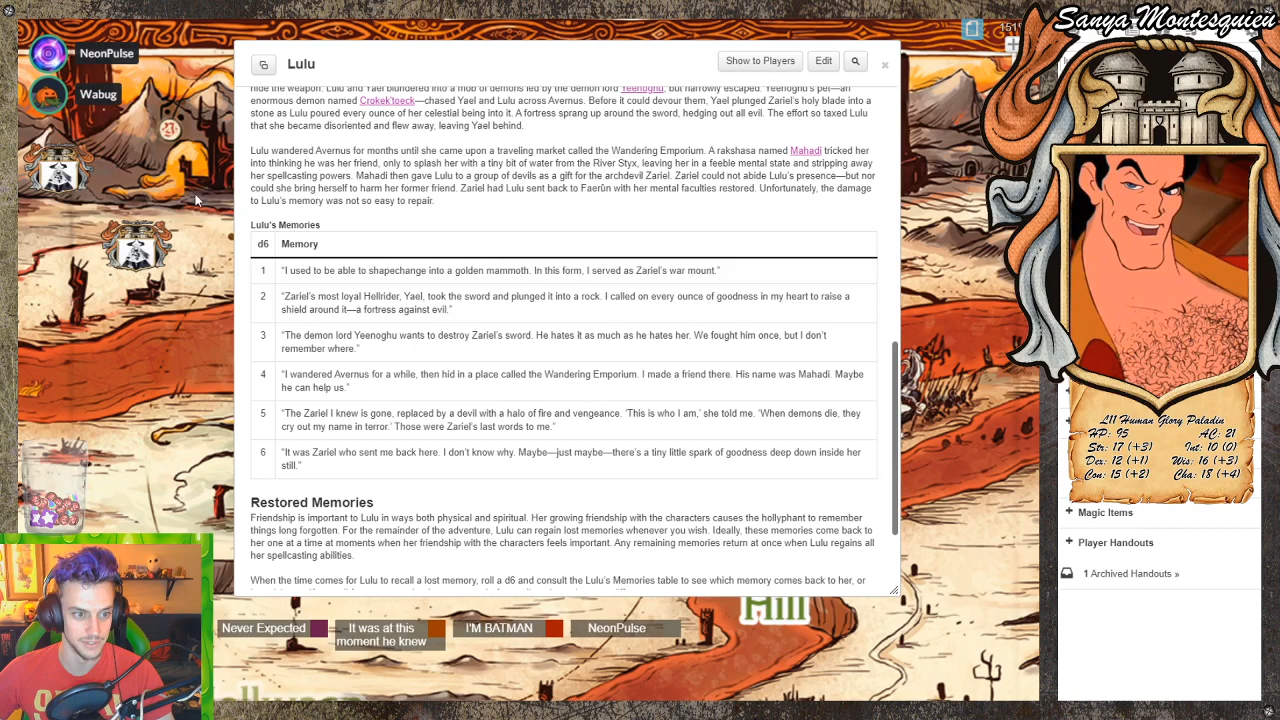 Sanya Montesquieu
NeonPulse
Wabug
Lulu
Show to Players
Edit
hide the weapon. Lulu and Yael blundered into a mob of demons led by the demon lord Yeenoghu, but narrowly escaped. Yeenoghu's pet—an
enormous demon named Crokek'toeck—chased Yael and Lulu across Avernus. Before it could devour them, Yael plunged Zariel's holy blade into a
stone as Lulu poured every ounce of her celestial being into it. A fortress sprang up around the sword, hedging out all evil. The effort so taxed Lulu
that she became disoriented and flew away, leaving Yael behind.
Lulu wandered Avernus for months until she came upon a traveling market called the Wandering Emporium. A rakshasa named Mahadi tricked her
into thinking he was her friend, only to splash her with a tiny bit of water from the River Styx, leaving her in a feeble mental state and stripping away
her spellcasting powers. Mahadi then gave Lulu to a group of devils as a gift for the archdevil Zariel. Zariel could not abide Lulu's presence—but nor
could she bring herself to harm her former friend. Zariel had Lulu sent back to Faerûn with her mental faculties restored. Unfortunately, the damage
to Lulu's memory was not so easy to repair.
Lulu's Memories
d6 Memory
1 "I used to be able to shapechange into a golden mammoth. In this form, I served as Zariel's war mount."
2 "Zariel's most loyal Hellrider, Yael, took the sword and plunged it into a rock. I called on every ounce of goodness in my heart to raise a
shield around it—a fortress against evil."
3 "The demon lord Yeenoghu wants to destroy Zariel's sword. He hates it as much as he hates her. We fought him once, but I don't
remember where."
4 "I wandered Avernus for a while, then hid in a place called the Wandering Emporium. I made a friend there. His name was Mahadi. Maybe
he can help us."
5 "The Zariel I knew is gone, replaced by a devil with a halo of fire and vengeance. 'This is who I am,' she told me. 'When demons die, they
cry out my name in terror.' Those were Zariel's last words to me."
6 "It was Zariel who sent me back here. I don't know why. Maybe—just maybe—there's a tiny little spark of goodness deep down inside her
still."
Restored Memories
Friendship is important to Lulu in ways both physical and spiritual. Her growing friendship with the characters causes the hollyphant to remember
things long forgotten. For the remainder of the adventure, Lulu can regain lost memories whenever you wish. Ideally, these memories come back to
her one at a time at moments when her friendship with the characters feels important. Any remaining memories return at once when Lulu regains all
her spellcasting abilities.
When the time comes for Lulu to recall a lost memory, roll a d6 and consult the Lulu's Memories table to see which memory comes back to her, or
L11 Human Glory Paladin
HP: 95 AC: 21
Str: 17 (+3) Int: 10 (0)
Dex: 12 (+1) Wis: 16 (+3)
Con: 15 (+2) Cha: 18 (+4)
Magic Items
Player Handouts
1 Archived Handouts »
Hill
Never Expected
It was at this
moment he knew
I'M BATMAN
NeonPulse